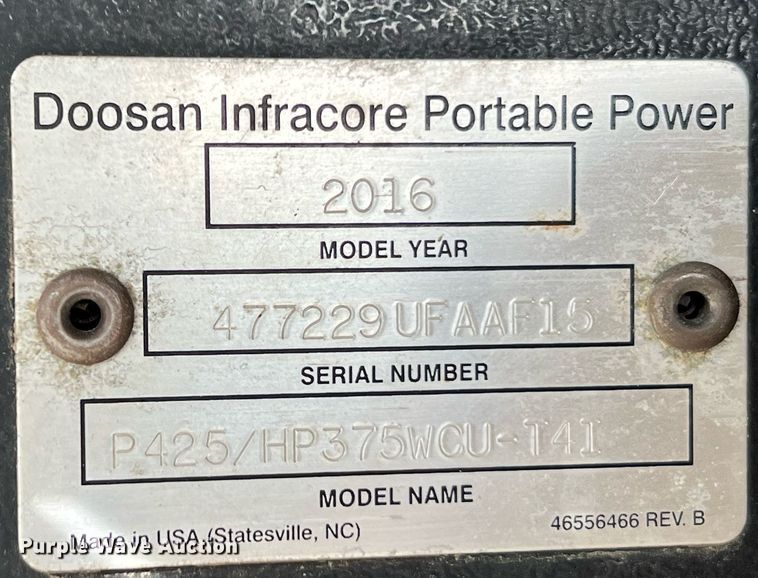 Doosan Infracore Portable Power
2016
MODEL YEAR
477229UFAAF15
SERIAL NUMBER
P425/HP375WCU-T4I
MODEL NAME
Made in USA (Statesville, NC)
46556466 REV. B
Purple Wave Auction